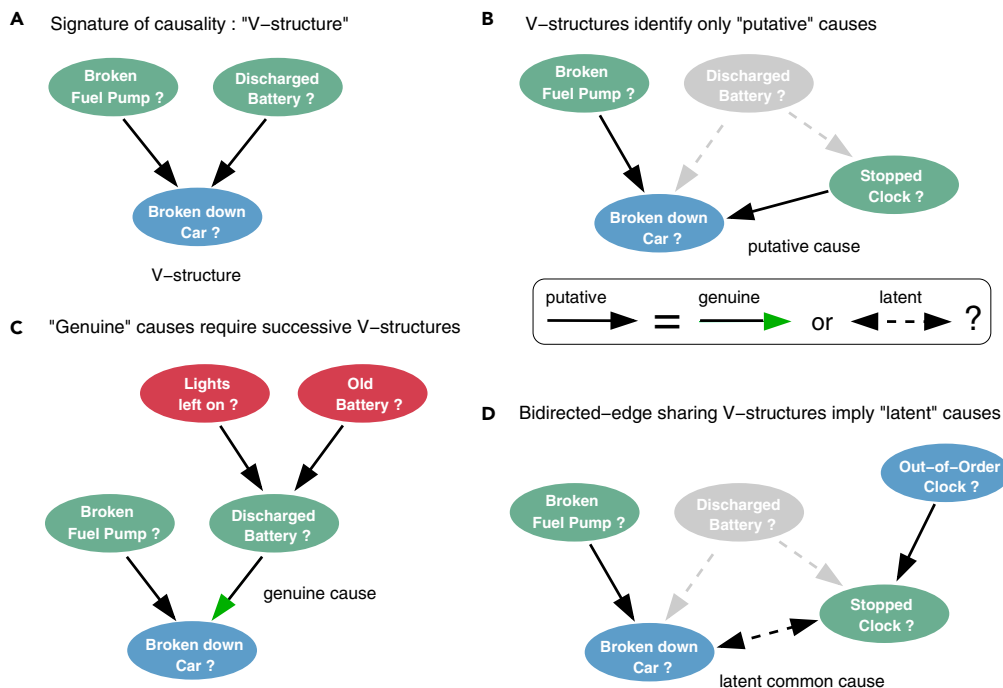 A
Signature of causality : "V−structure"
Broken
Fuel Pump ?
Discharged
Battery ?
Broken down
Car ?
V−structure
B
V−structures identify only "putative" causes
Broken
Fuel Pump ?
Discharged
Battery ?
Stopped
Clock ?
Broken down
Car ?
putative cause
putative
=
genuine
or
latent
?
C
"Genuine" causes require successive V−structures
Lights
left on ?
Old
Battery ?
Broken
Fuel Pump ?
Discharged
Battery ?
genuine cause
Broken down
Car ?
D
Bidirected−edge sharing V−structures imply "latent" causes
Out−of−Order
Clock ?
Broken
Fuel Pump ?
Discharged
Battery ?
Stopped
Clock ?
Broken down
Car ?
latent common cause